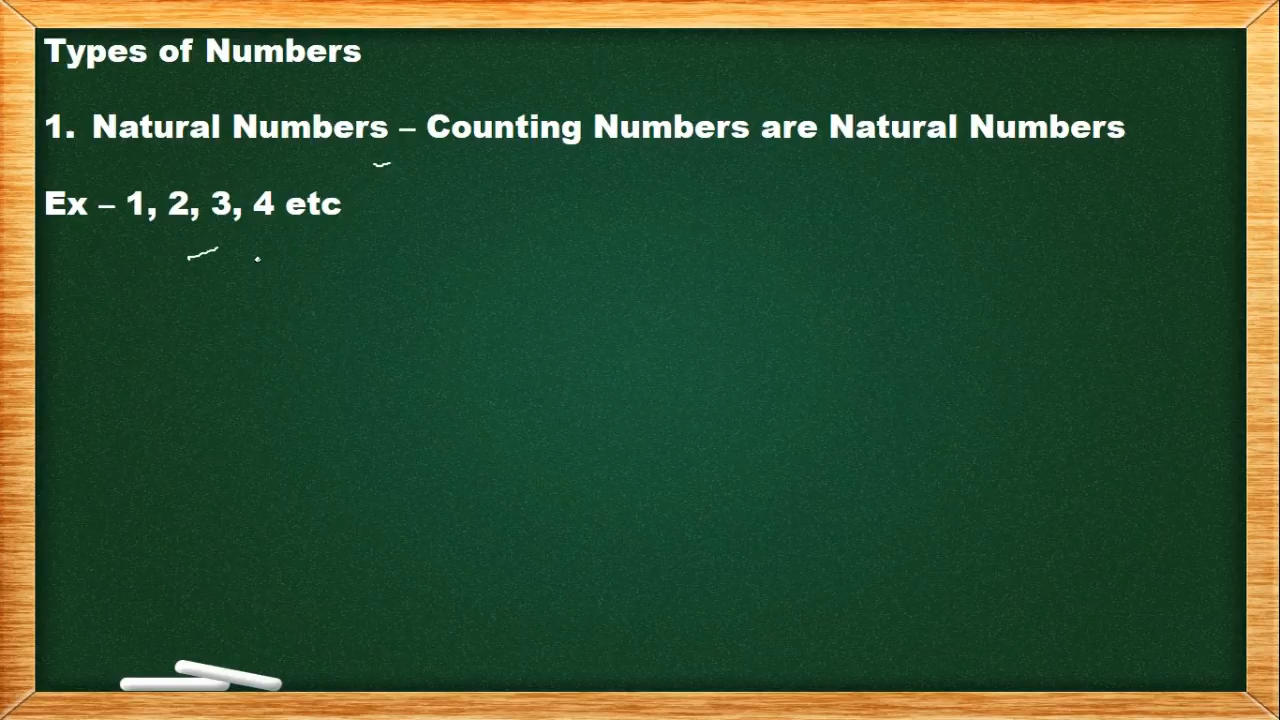 Types of Numbers
1. Natural Numbers – Counting Numbers are Natural Numbers
Ex – 1, 2, 3, 4 etc